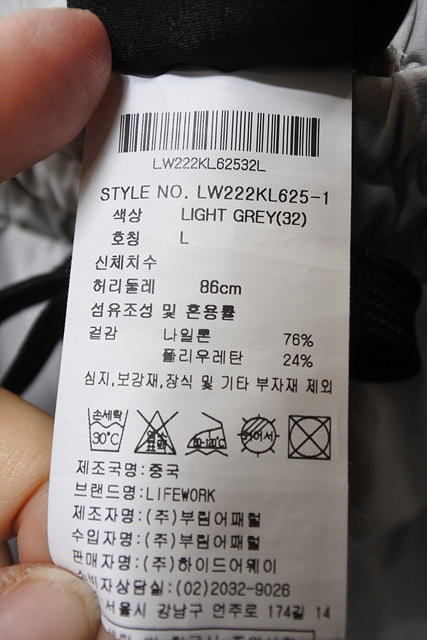 LW222KL62532L
STYLE NO. LW222KL625-1
색상 LIGHT GREY(32)
호칭 L
신체치수
허리둘레 86cm
섬유조성 및 혼용률
겉감 나일론 76%
폴리우레탄 24%
심지,보강재,장식 및 기타 부자재 제외
손세탁
30℃
제조국명:중국
브랜드명:LIFEWORK
제조자명:(주)부림어패럴
수입자명:(주)부림어패럴
판매자명:(주)하이드어웨이
소비자상담실:(02)2032-9026
서울시 강남구 언주로 174길 14